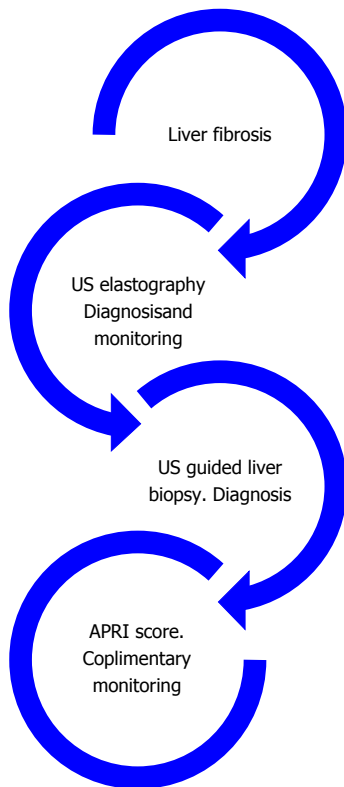 Liver fibrosis
US elastography
Diagnosisand
monitoring
US guided liver
biopsy. Diagnosis
APRI score.
Coplimentary
monitoring